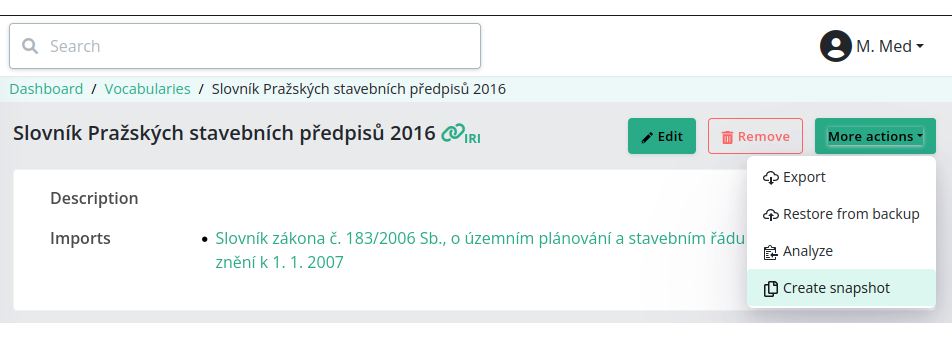 Search
M. Med
Dashboard / Vocabularies / Slovník Pražských stavebních předpisů 2016
Slovník Pražských stavebních předpisů 2016 IRI
Edit
Remove
More actions
Export
Restore from backup
Analyze
Create snapshot
Description
Imports
• Slovník zákona č. 183/2006 Sb., o územním plánování a stavebním řádu
znění k 1. 1. 2007